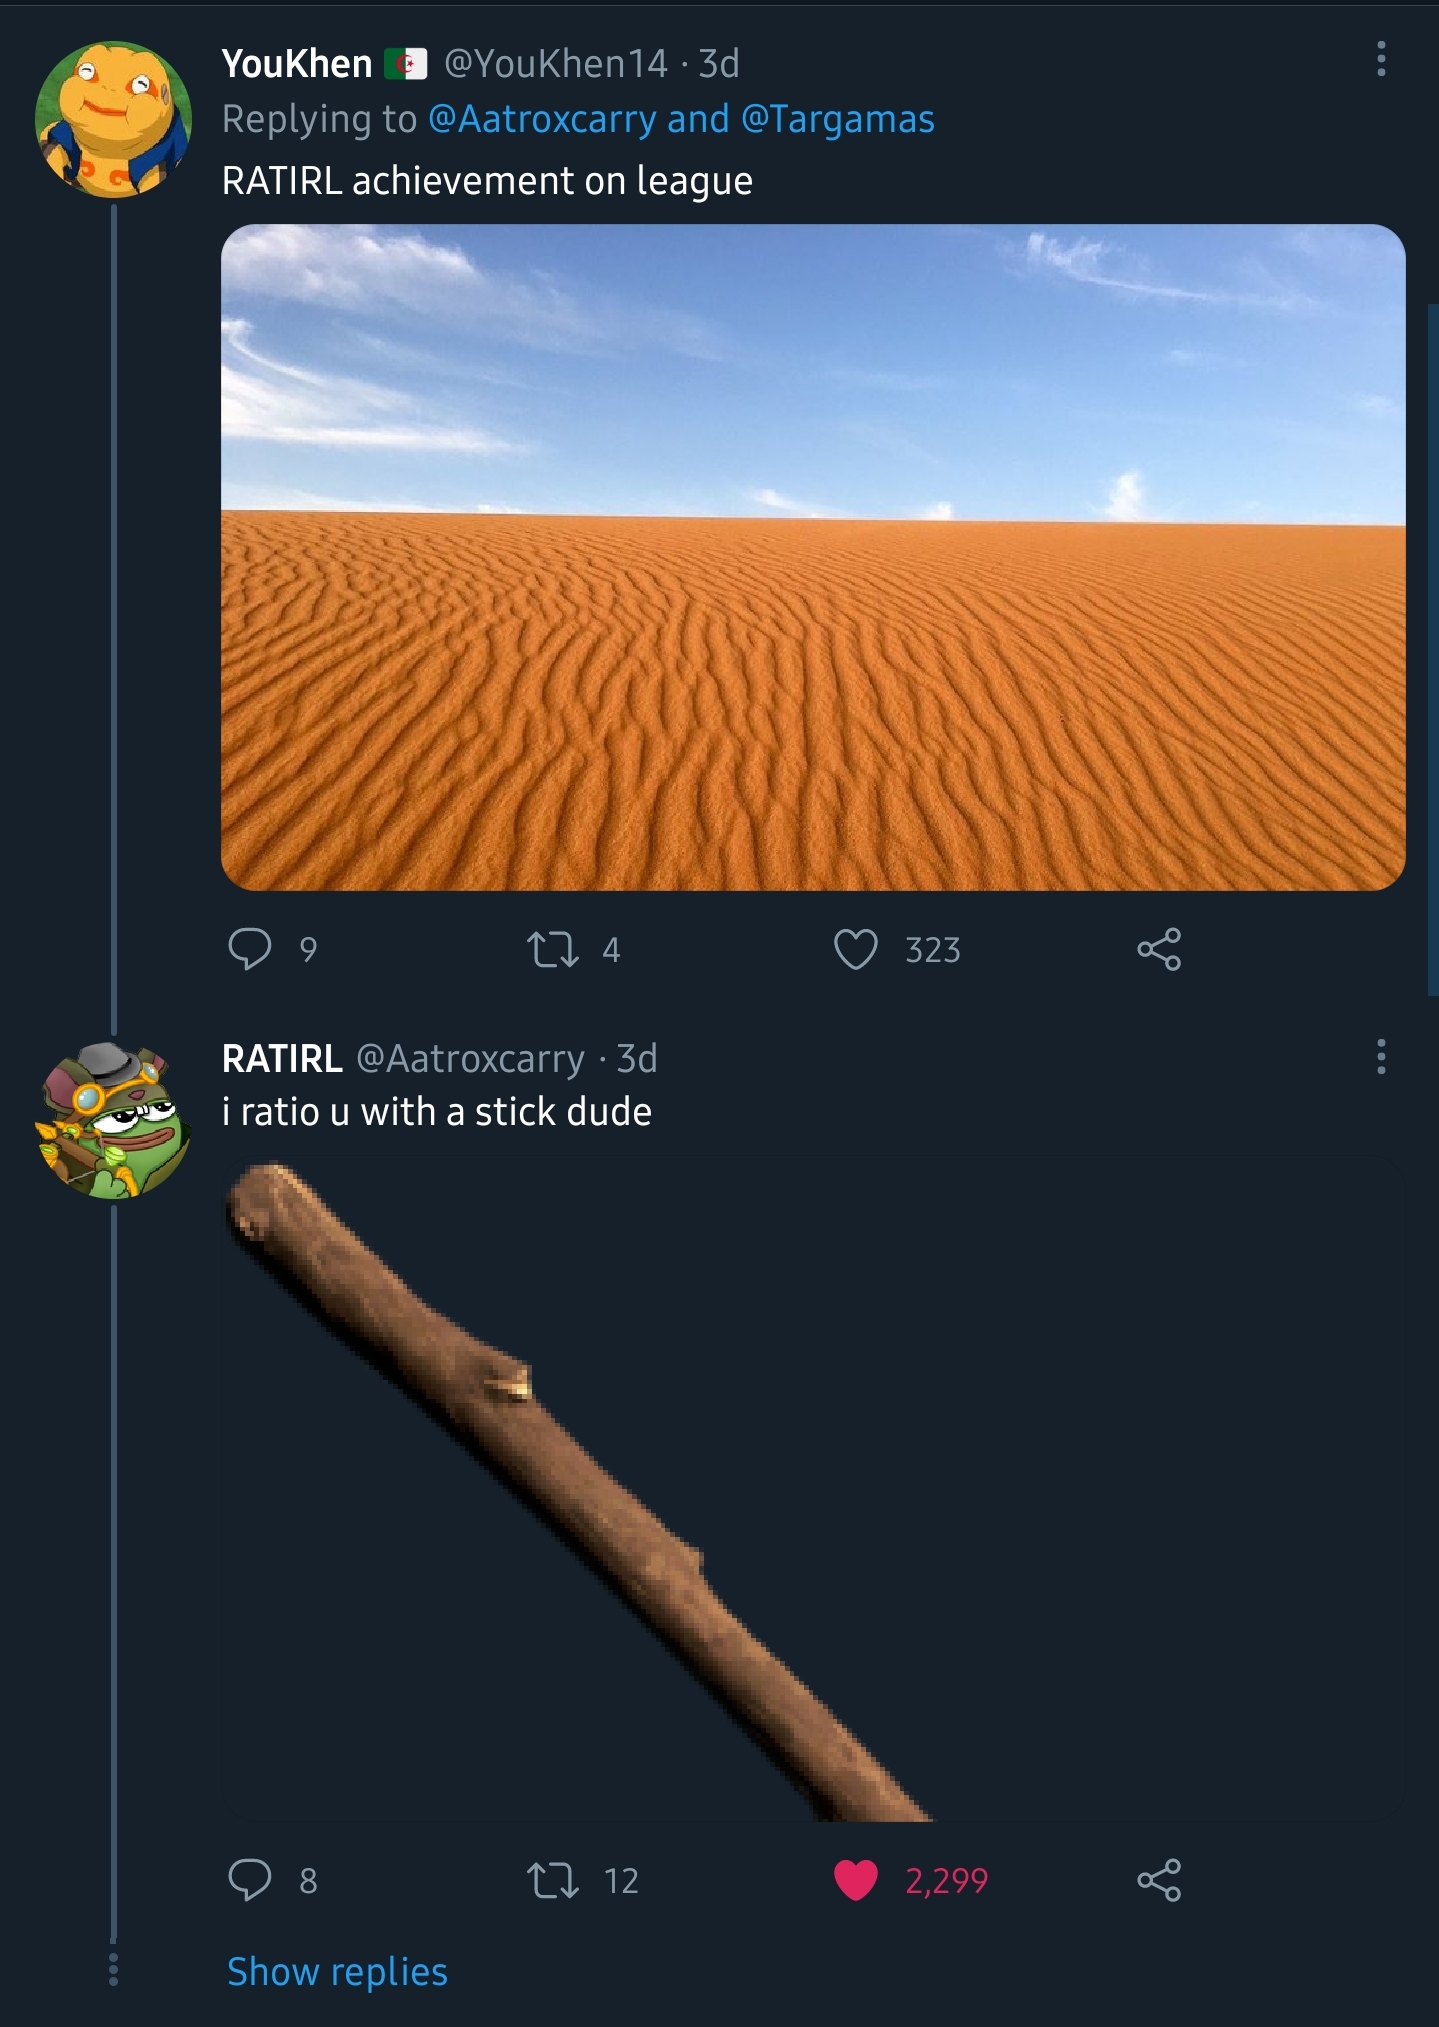 YouKhen 🇩🇿 @YouKhen14 · 3d
Replying to @Aatroxcarry and @Targamas
RATIRL achievement on league
9 4 323
RATIRL @Aatroxcarry · 3d
i ratio u with a stick dude
8 12 2,299
Show replies